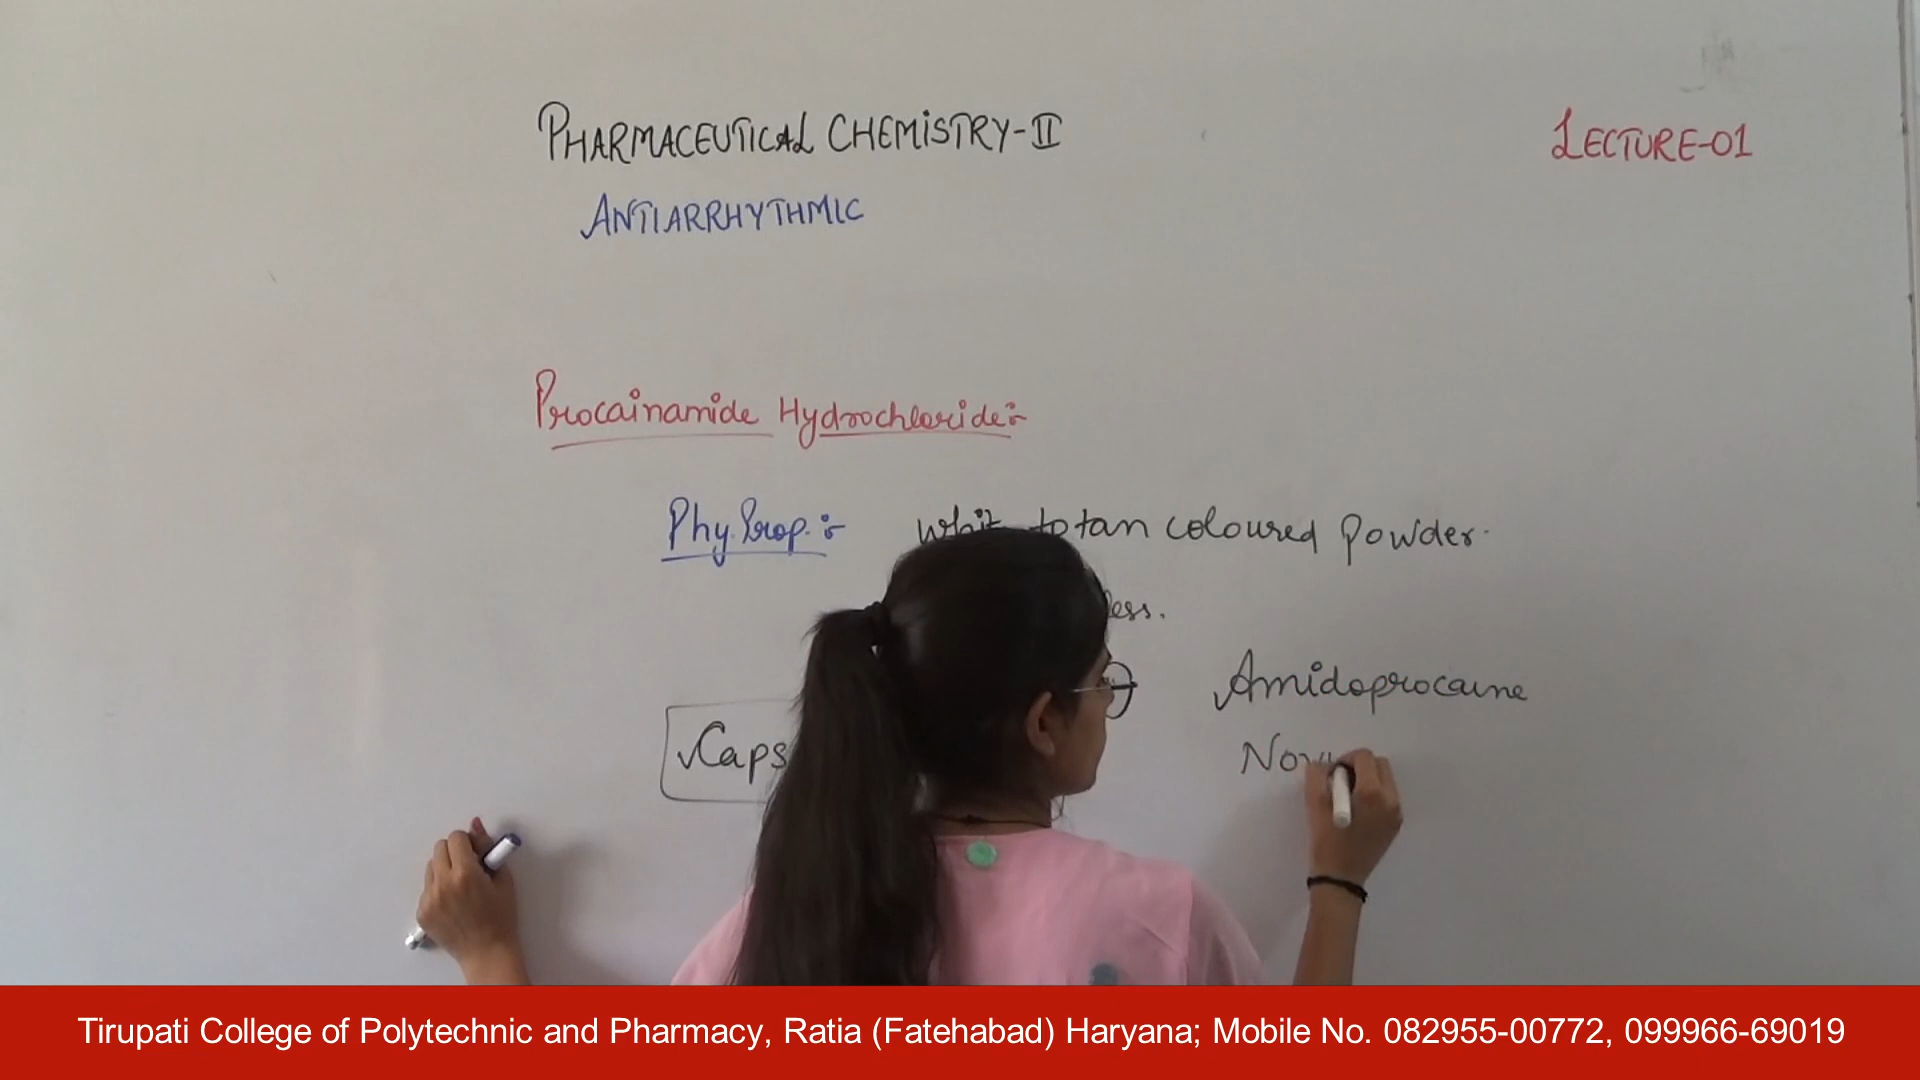 PHARMACEUTICAL CHEMISTRY-II
LECTURE-01
ANTIARRHYTHMIC
Procainamide Hydrochloride:-
Phy. Prop. :- to tan coloured Powder.
Amidoprocaine
Caps
Tirupati College of Polytechnic and Pharmacy, Ratia (Fatehabad) Haryana; Mobile No. 082955-00772, 099966-69019